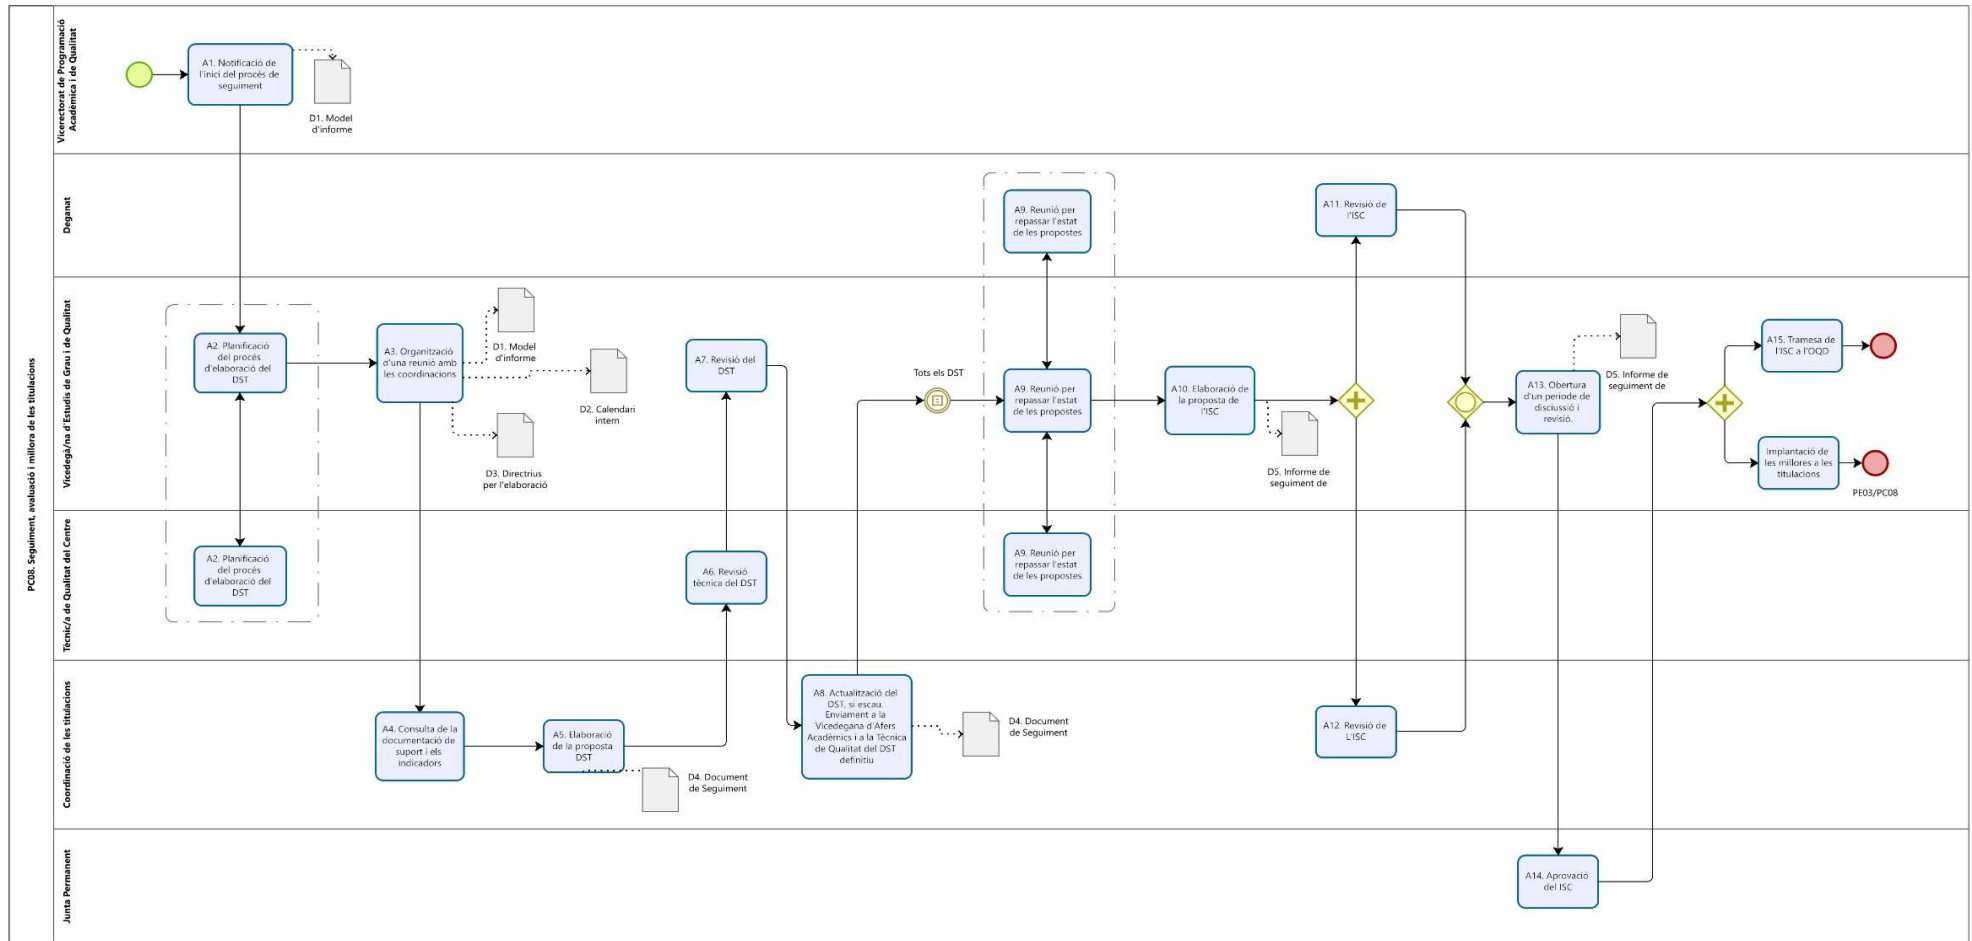 PC08. Seguiment, avaluació i millora de les titulacions
Vicerectorat de Programació
Acadèmica i de Qualitat
A1. Notificació de
l'inici del procés de
seguiment
D1. Model
d'informe
Deganat
A9. Reunió per
repassar l'estat
de les propostes
A11. Revisió de
l'ISC
Vicedegà/na d'Estudis de Grau i de Qualitat
A2. Planificació
del procés
d'elaboració del
DST
A3. Organització
d'una reunió amb
les coordinacions
D1. Model
d'informe
D2. Calendari
intern
D3. Directrius
per l'elaboració
A7. Revisió del
DST
Tots els DST
A9. Reunió per
repassar l'estat
de les propostes
A10. Elaboració de
la proposta de
l'ISC
D5. Informe de
seguiment de
A13. Obertura
d'un periode de
disciussió i
revisió.
D5. Informe de
seguiment de
A15. Tramesa de
l'ISC a l'OQD
Implantació de
les millores a les
titulacions
PE03/PC08
Tècnic/a de Qualitat del Centre
A2. Planificació
del procés
d'elaboració del
DST
A6. Revisió
tècnica del DST
A9. Reunió per
repassar l'estat
de les propostes
Coordinació de les titulacions
A4. Consulta de la
documentació de
suport i els
indicadors
A5. Elaboració
de la proposta
DST
D4. Document
de Seguiment
A8. Actualització del
DST, si escau.
Enviament a la
Vicedegana d'Afers
Acadèmics i a la Tècnica
de Qualitat del DST
definitiu
D4. Document
de Seguiment
A12. Revisió de
L'ISC
Junta Permanent
A14. Aprovació
del ISC